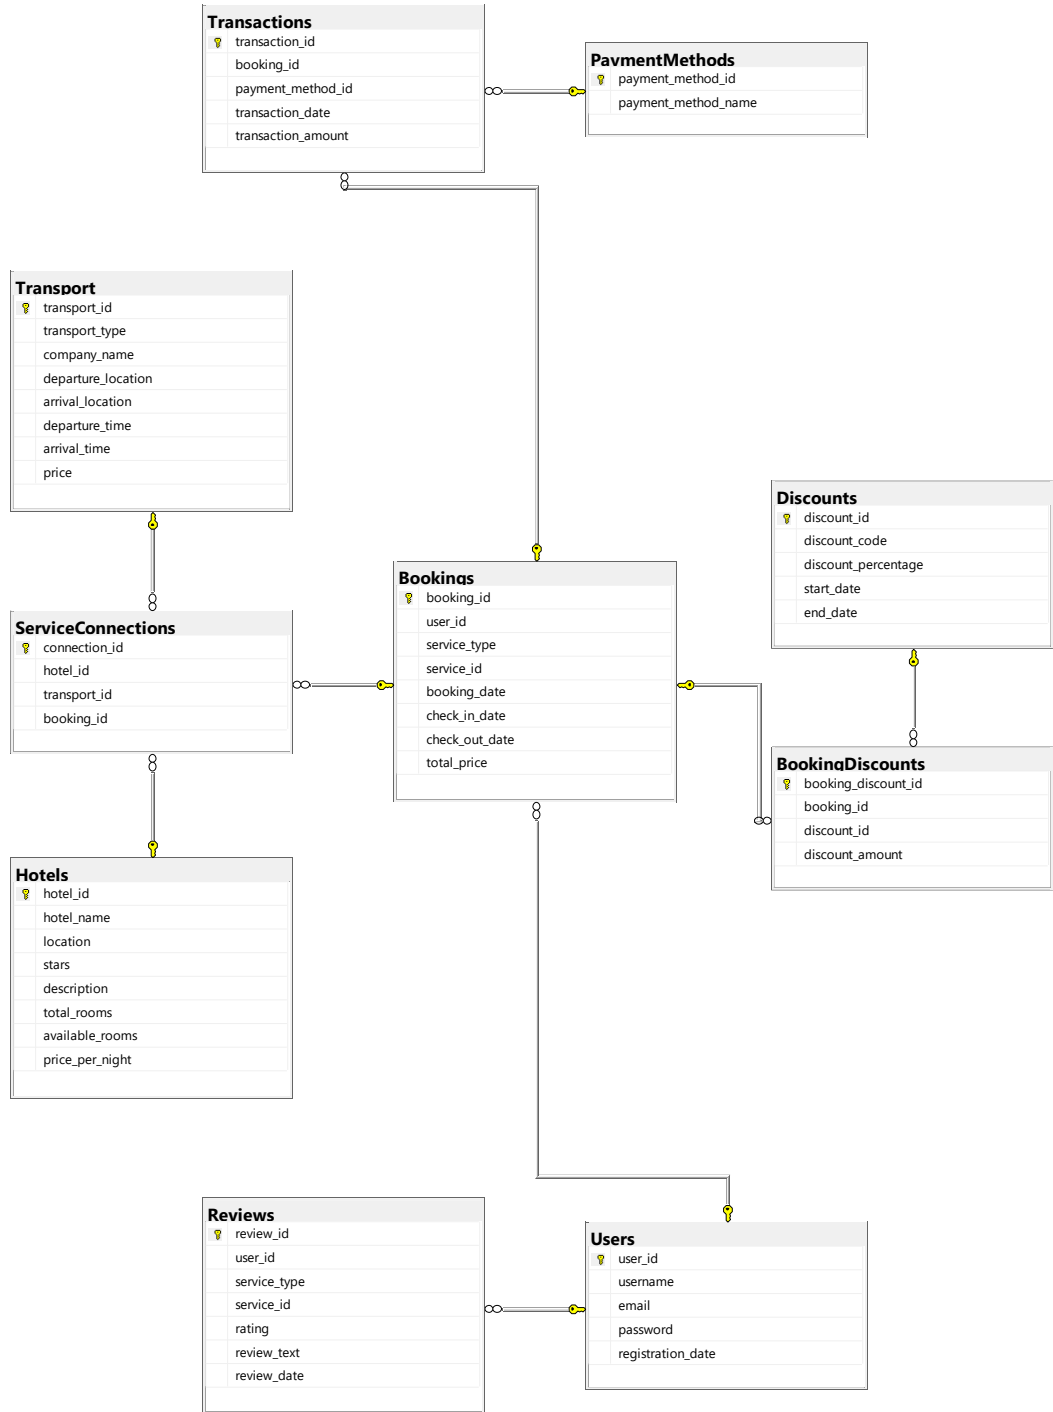 Transactions
transaction_id
booking_id
payment_method_id
transaction_date
transaction_amount
PaymentMethods
payment_method_id
payment_method_name
Transport
transport_id
transport_type
company_name
departure_location
arrival_location
departure_time
arrival_time
price
Discounts
discount_id
discount_code
discount_percentage
start_date
end_date
Bookings
booking_id
user_id
service_type
service_id
booking_date
check_in_date
check_out_date
total_price
ServiceConnections
connection_id
hotel_id
transport_id
booking_id
BookingDiscounts
booking_discount_id
booking_id
discount_id
discount_amount
Hotels
hotel_id
hotel_name
location
stars
description
total_rooms
available_rooms
price_per_night
Reviews
review_id
user_id
service_type
service_id
rating
review_text
review_date
Users
user_id
username
email
password
registration_date